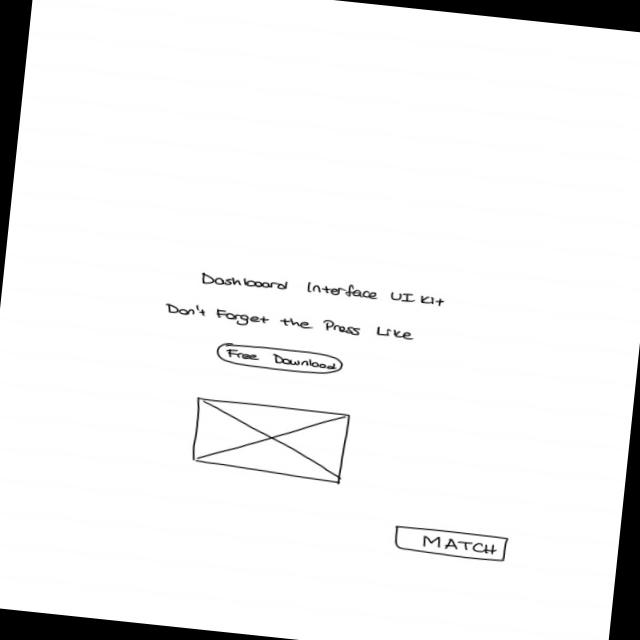 Dashboard Interface UI Kit
Don't Forget the Press Like
Free Download
MATCH